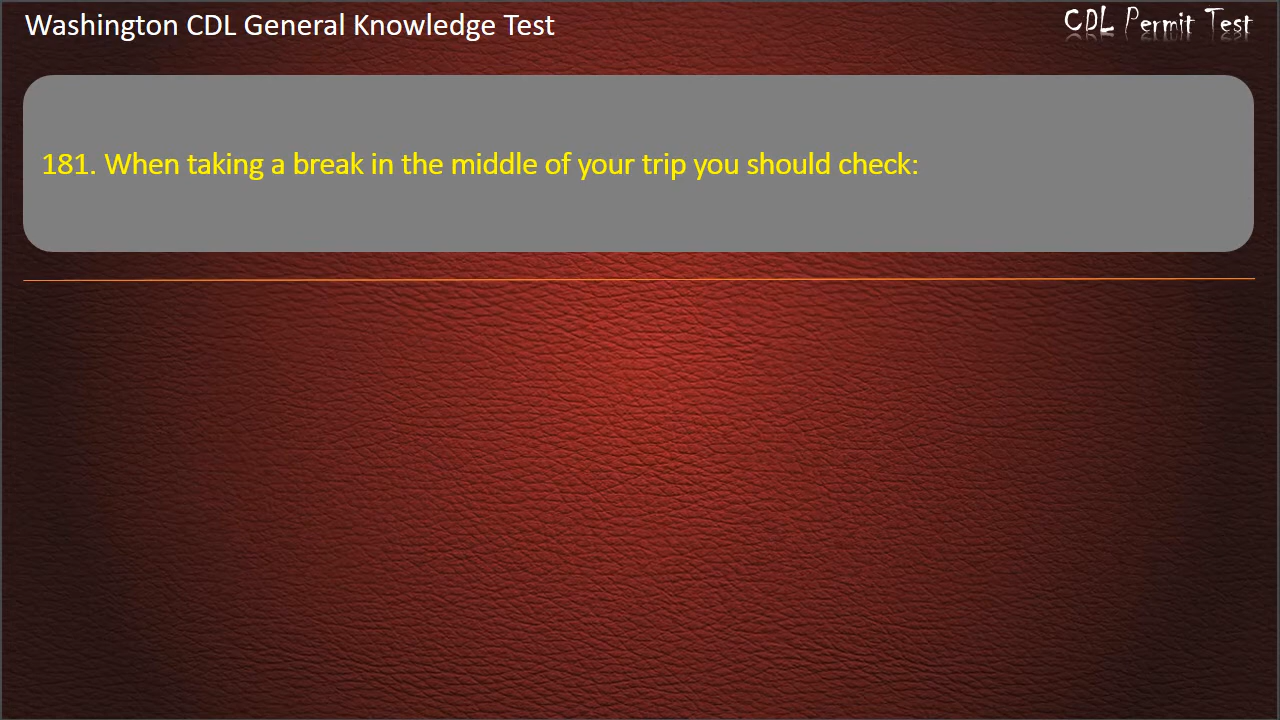 Washington CDL General Knowledge Test
CDL Permit Test
181. When taking a break in the middle of your trip you should check: